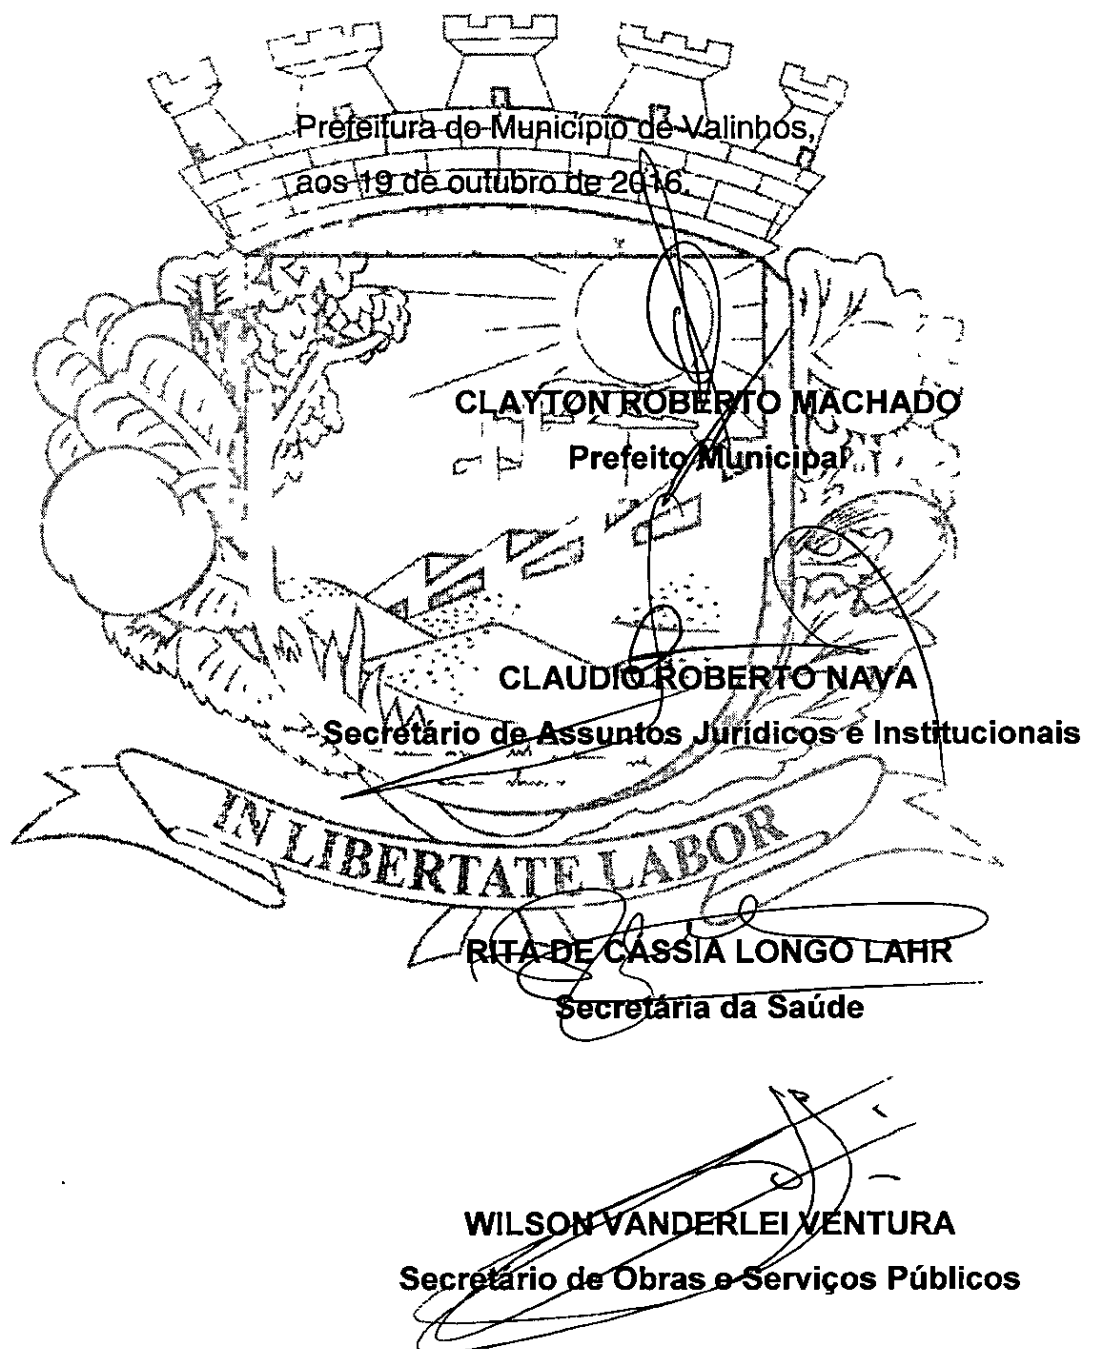 Prefeitura do Município de Valinhos,
aos 19 de outubro de 2016.
CLAYTON ROBERTO MACHADO
Prefeito Municipal
CLAUDIO ROBERTO NAVA
Secretário de Assuntos Jurídicos e Institucionais
IN LIBERTATE LABOR
RITA DE CÁSSIA LONGO LAHR
Secretária da Saúde
WILSON VANDERLEI VENTURA
Secretário de Obras e Serviços Públicos